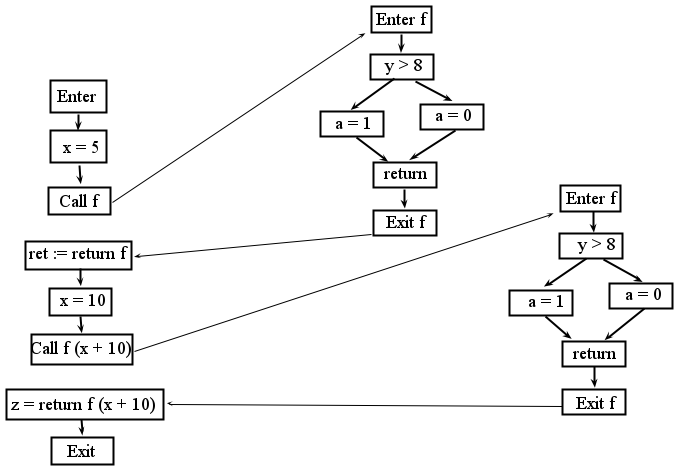 Enter
x = 5
Call f
Enter f
y > 8
a = 1
a = 0
return
Exit f
ret := return f
x = 10
Call f (x + 10)
Enter f
y > 8
a = 1
a = 0
return
Exit f
z = return f (x + 10)
Exit